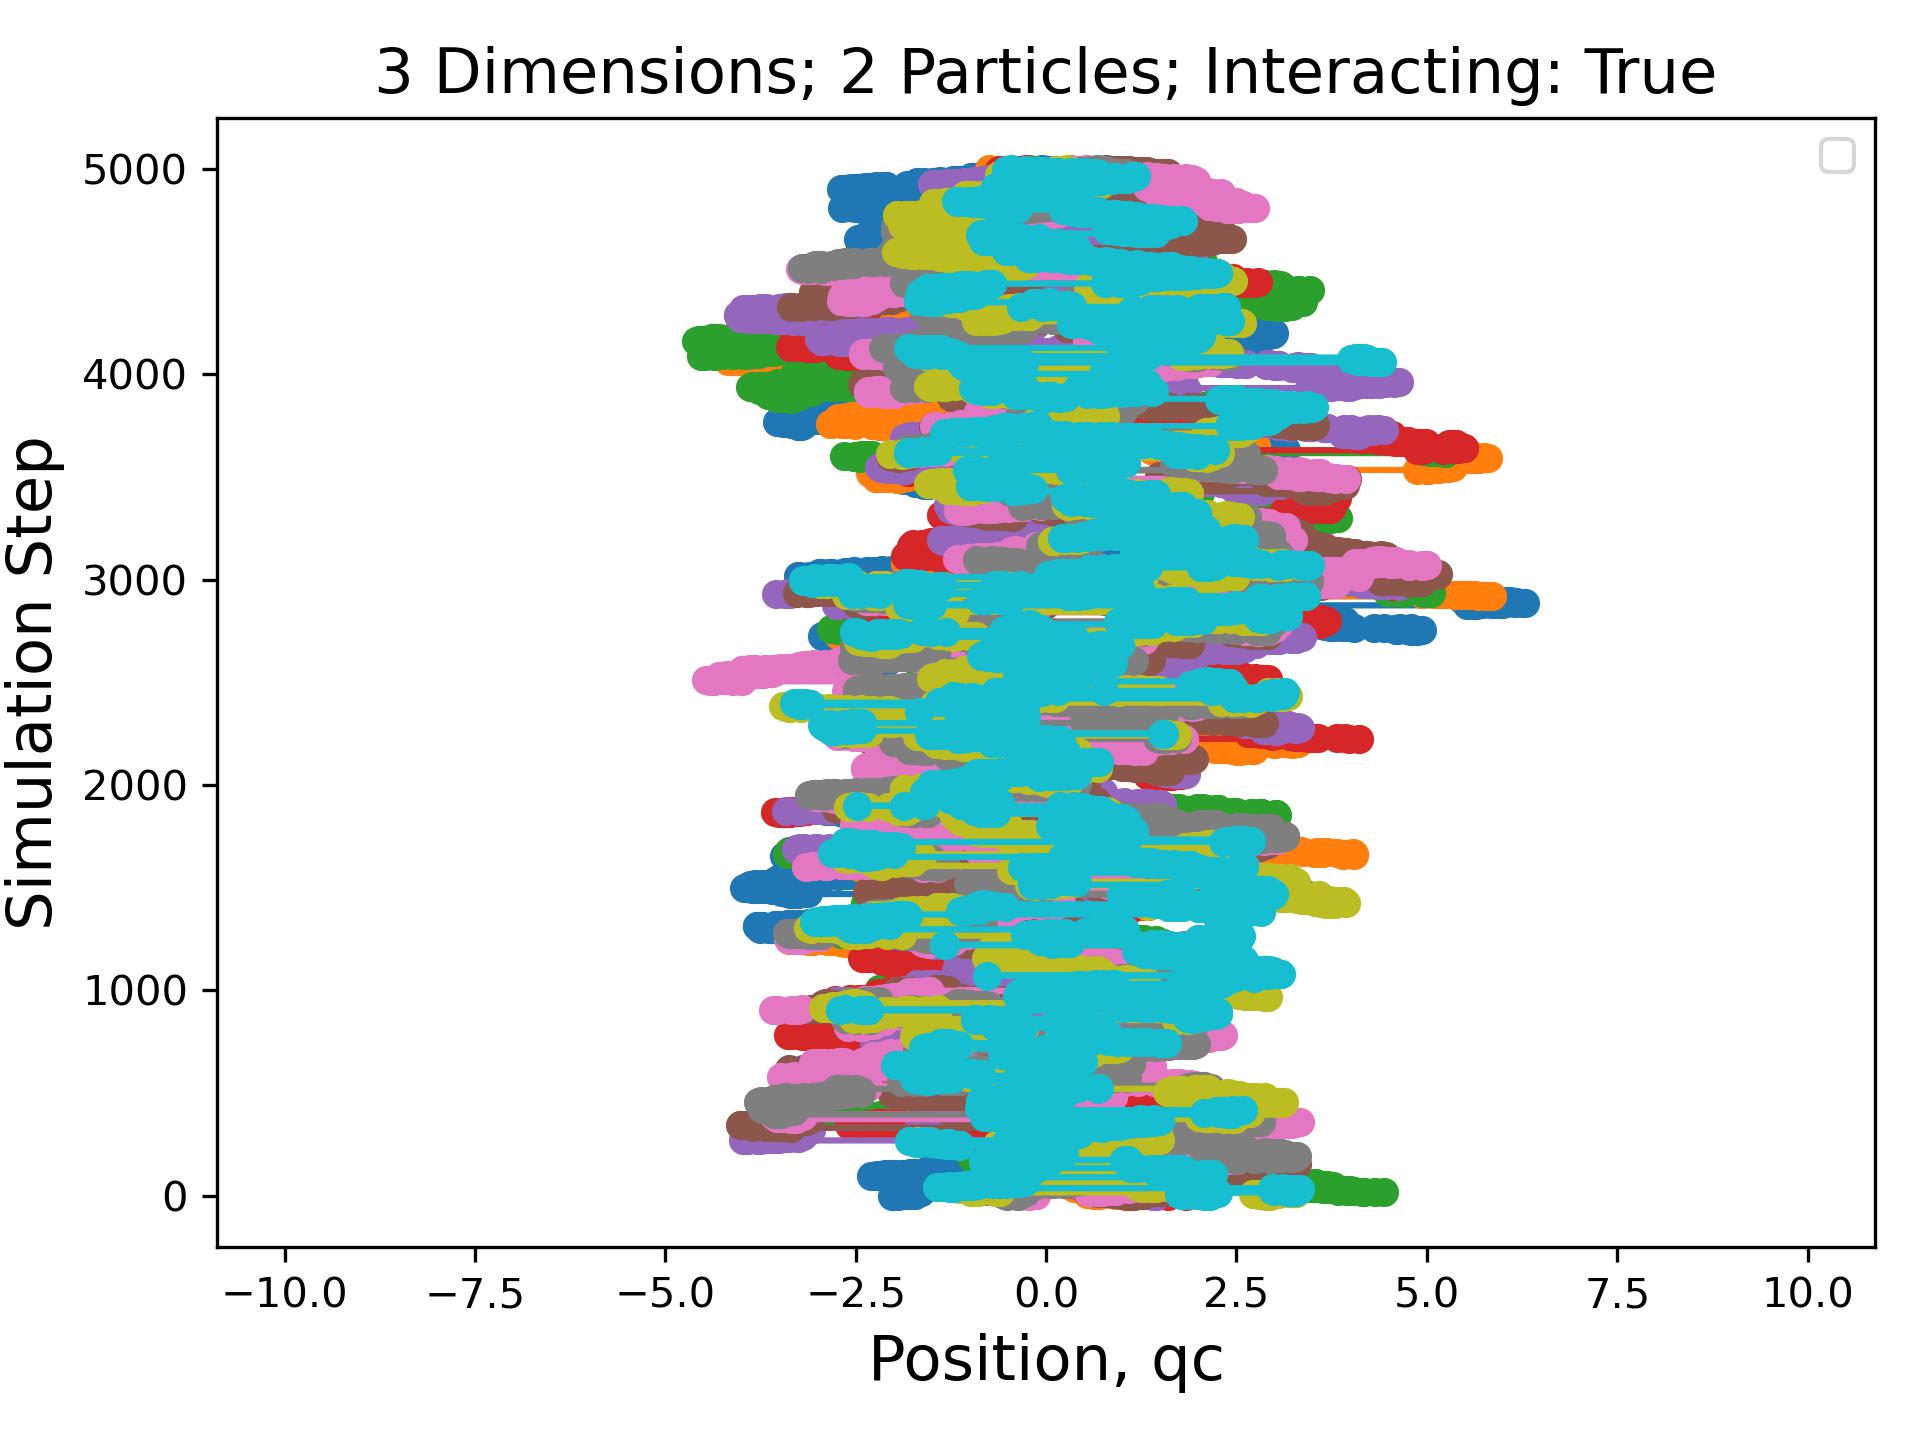 3 Dimensions; 2 Particles; Interacting: True
Simulation Step
5000
4000
3000
2000
1000
0
−10.0 −7.5 −5.0 −2.5 0.0 2.5 5.0 7.5 10.0
Position, qc